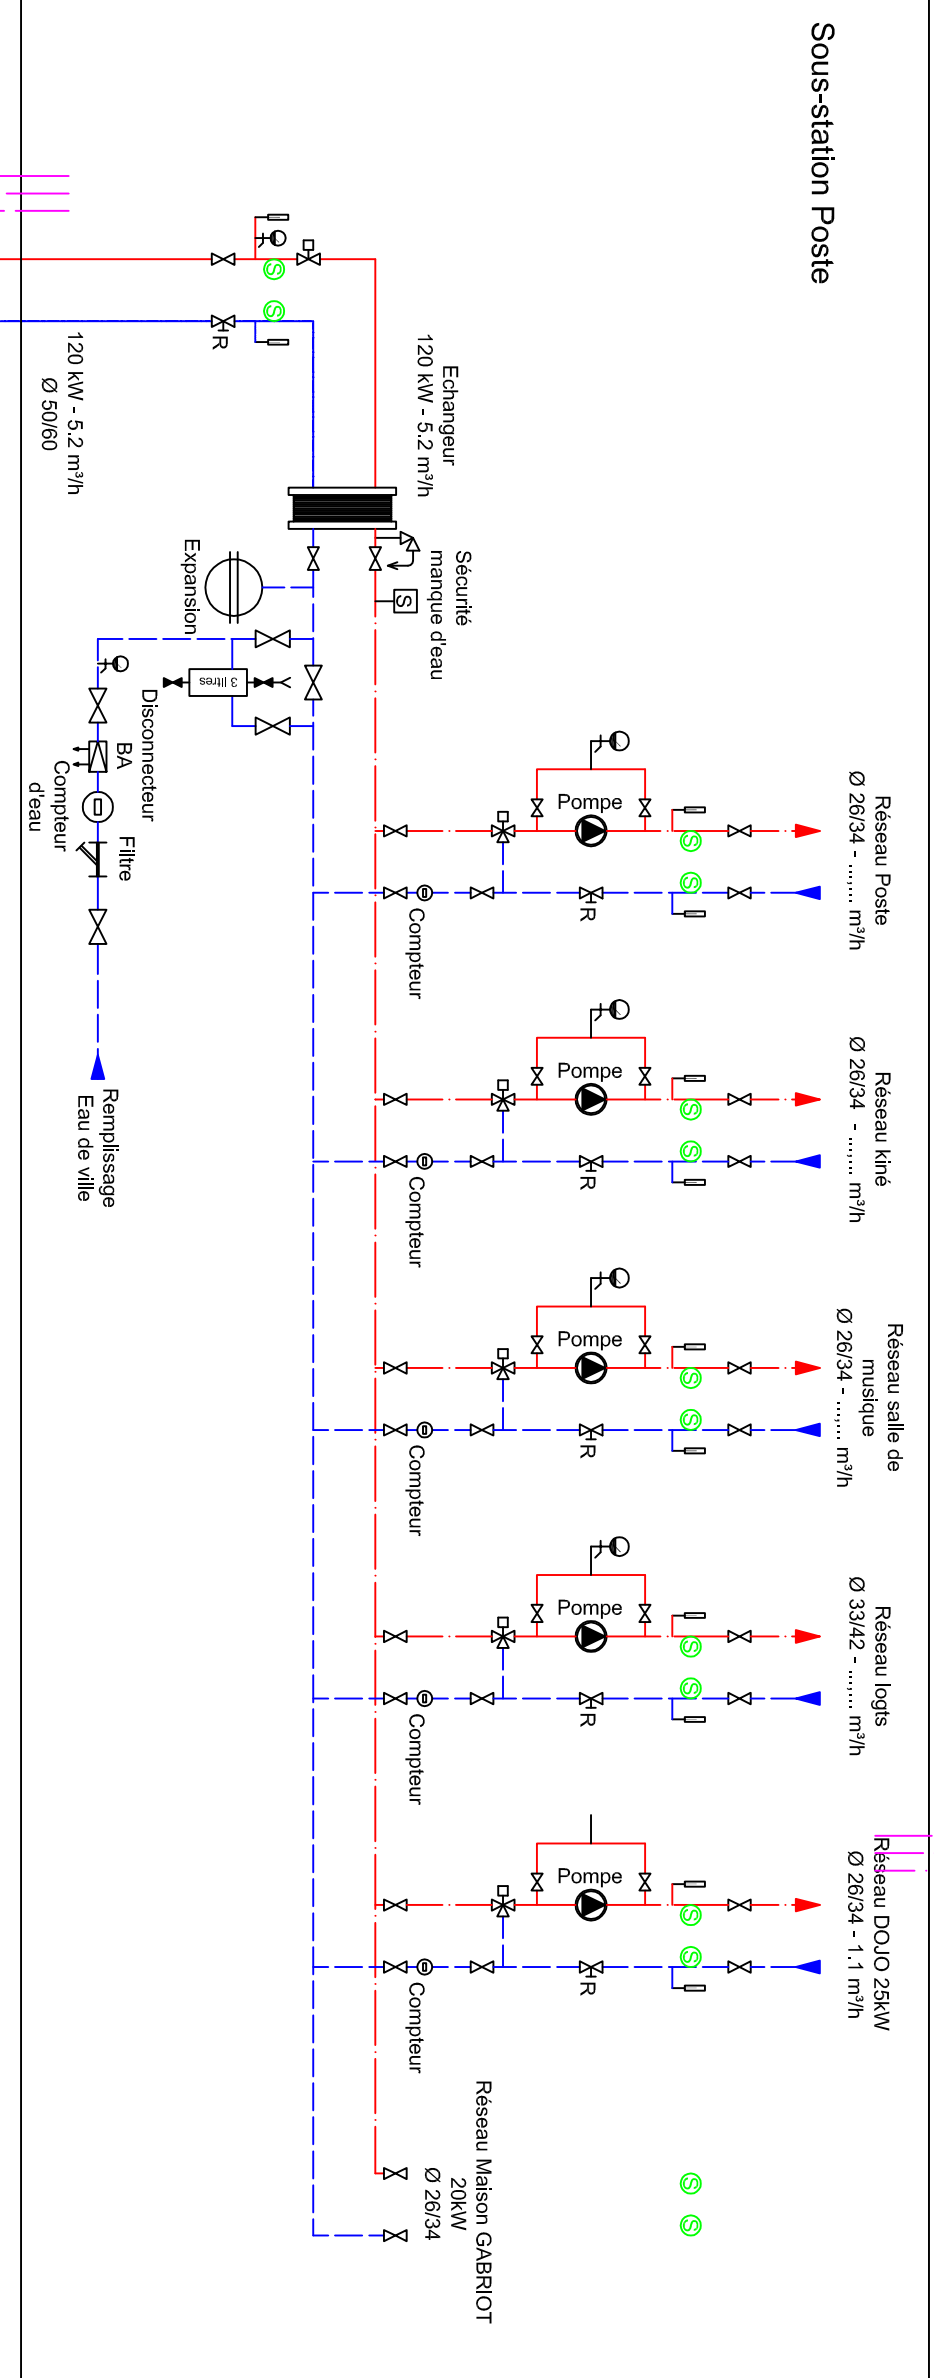 Sous-station Poste
120 kW - 5.2 m³/h
Ø 50/60
R
S
S
Echangeur
120 kW - 5.2 m³/h
Sécurité
manque d'eau
S
Expansion
3 litres
Disconnecteur
BA
Compteur
d'eau
Filtre
Remplissage
Eau de ville
Réseau Poste
Ø 26/34 - ...,... m³/h
Pompe
S
S
R
Compteur
Réseau kiné
Ø 26/34 - ...,... m³/h
Pompe
S
S
R
Compteur
Réseau salle de
musique
Ø 26/34 - ...,... m³/h
Pompe
S
S
R
Compteur
Réseau logts
Ø 33/42 - ...,... m³/h
Pompe
S
S
R
Compteur
Réseau DOJO 25kW
Ø 26/34 - 1.1 m³/h
Pompe
S
S
R
Compteur
Réseau Maison GABRIOT
20kW
Ø 26/34
S
S